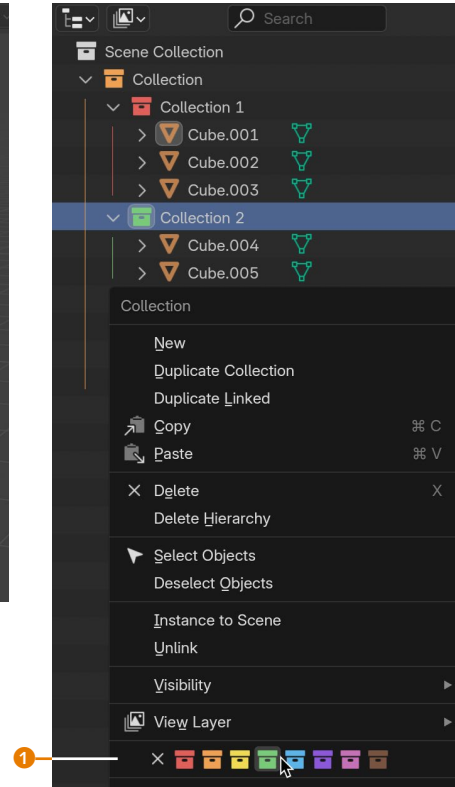 Search
Scene Collection
Collection
Collection 1
Cube.001
Cube.002
Cube.003
Collection 2
Cube.004
Cube.005
Collection
New
Duplicate Collection
Duplicate Linked
Copy ⌘ C
Paste ⌘ V
Delete X
Delete Hierarchy
Select Objects
Deselect Objects
Instance to Scene
Unlink
Visibility
View Layer
1